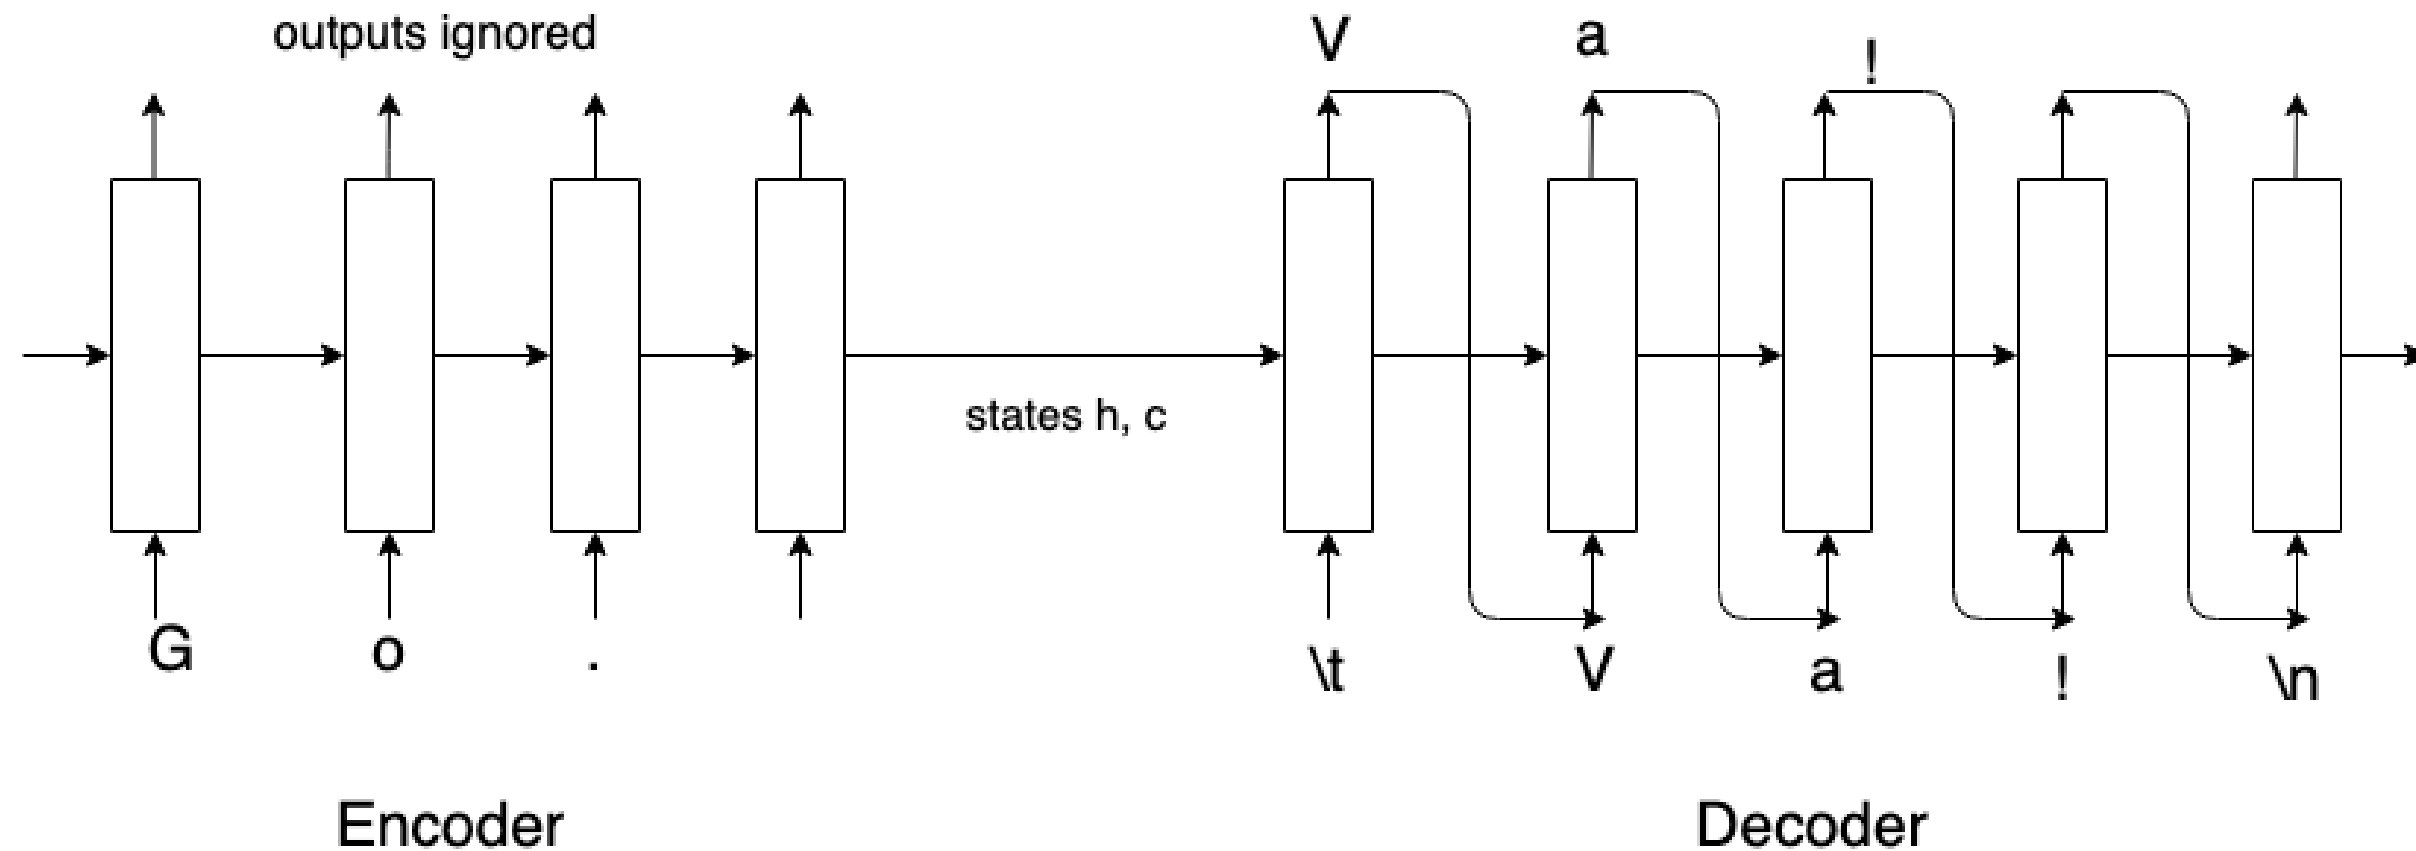 outputs ignored
V a !
states h, c
G o .
\t V a ! \n
Encoder
Decoder